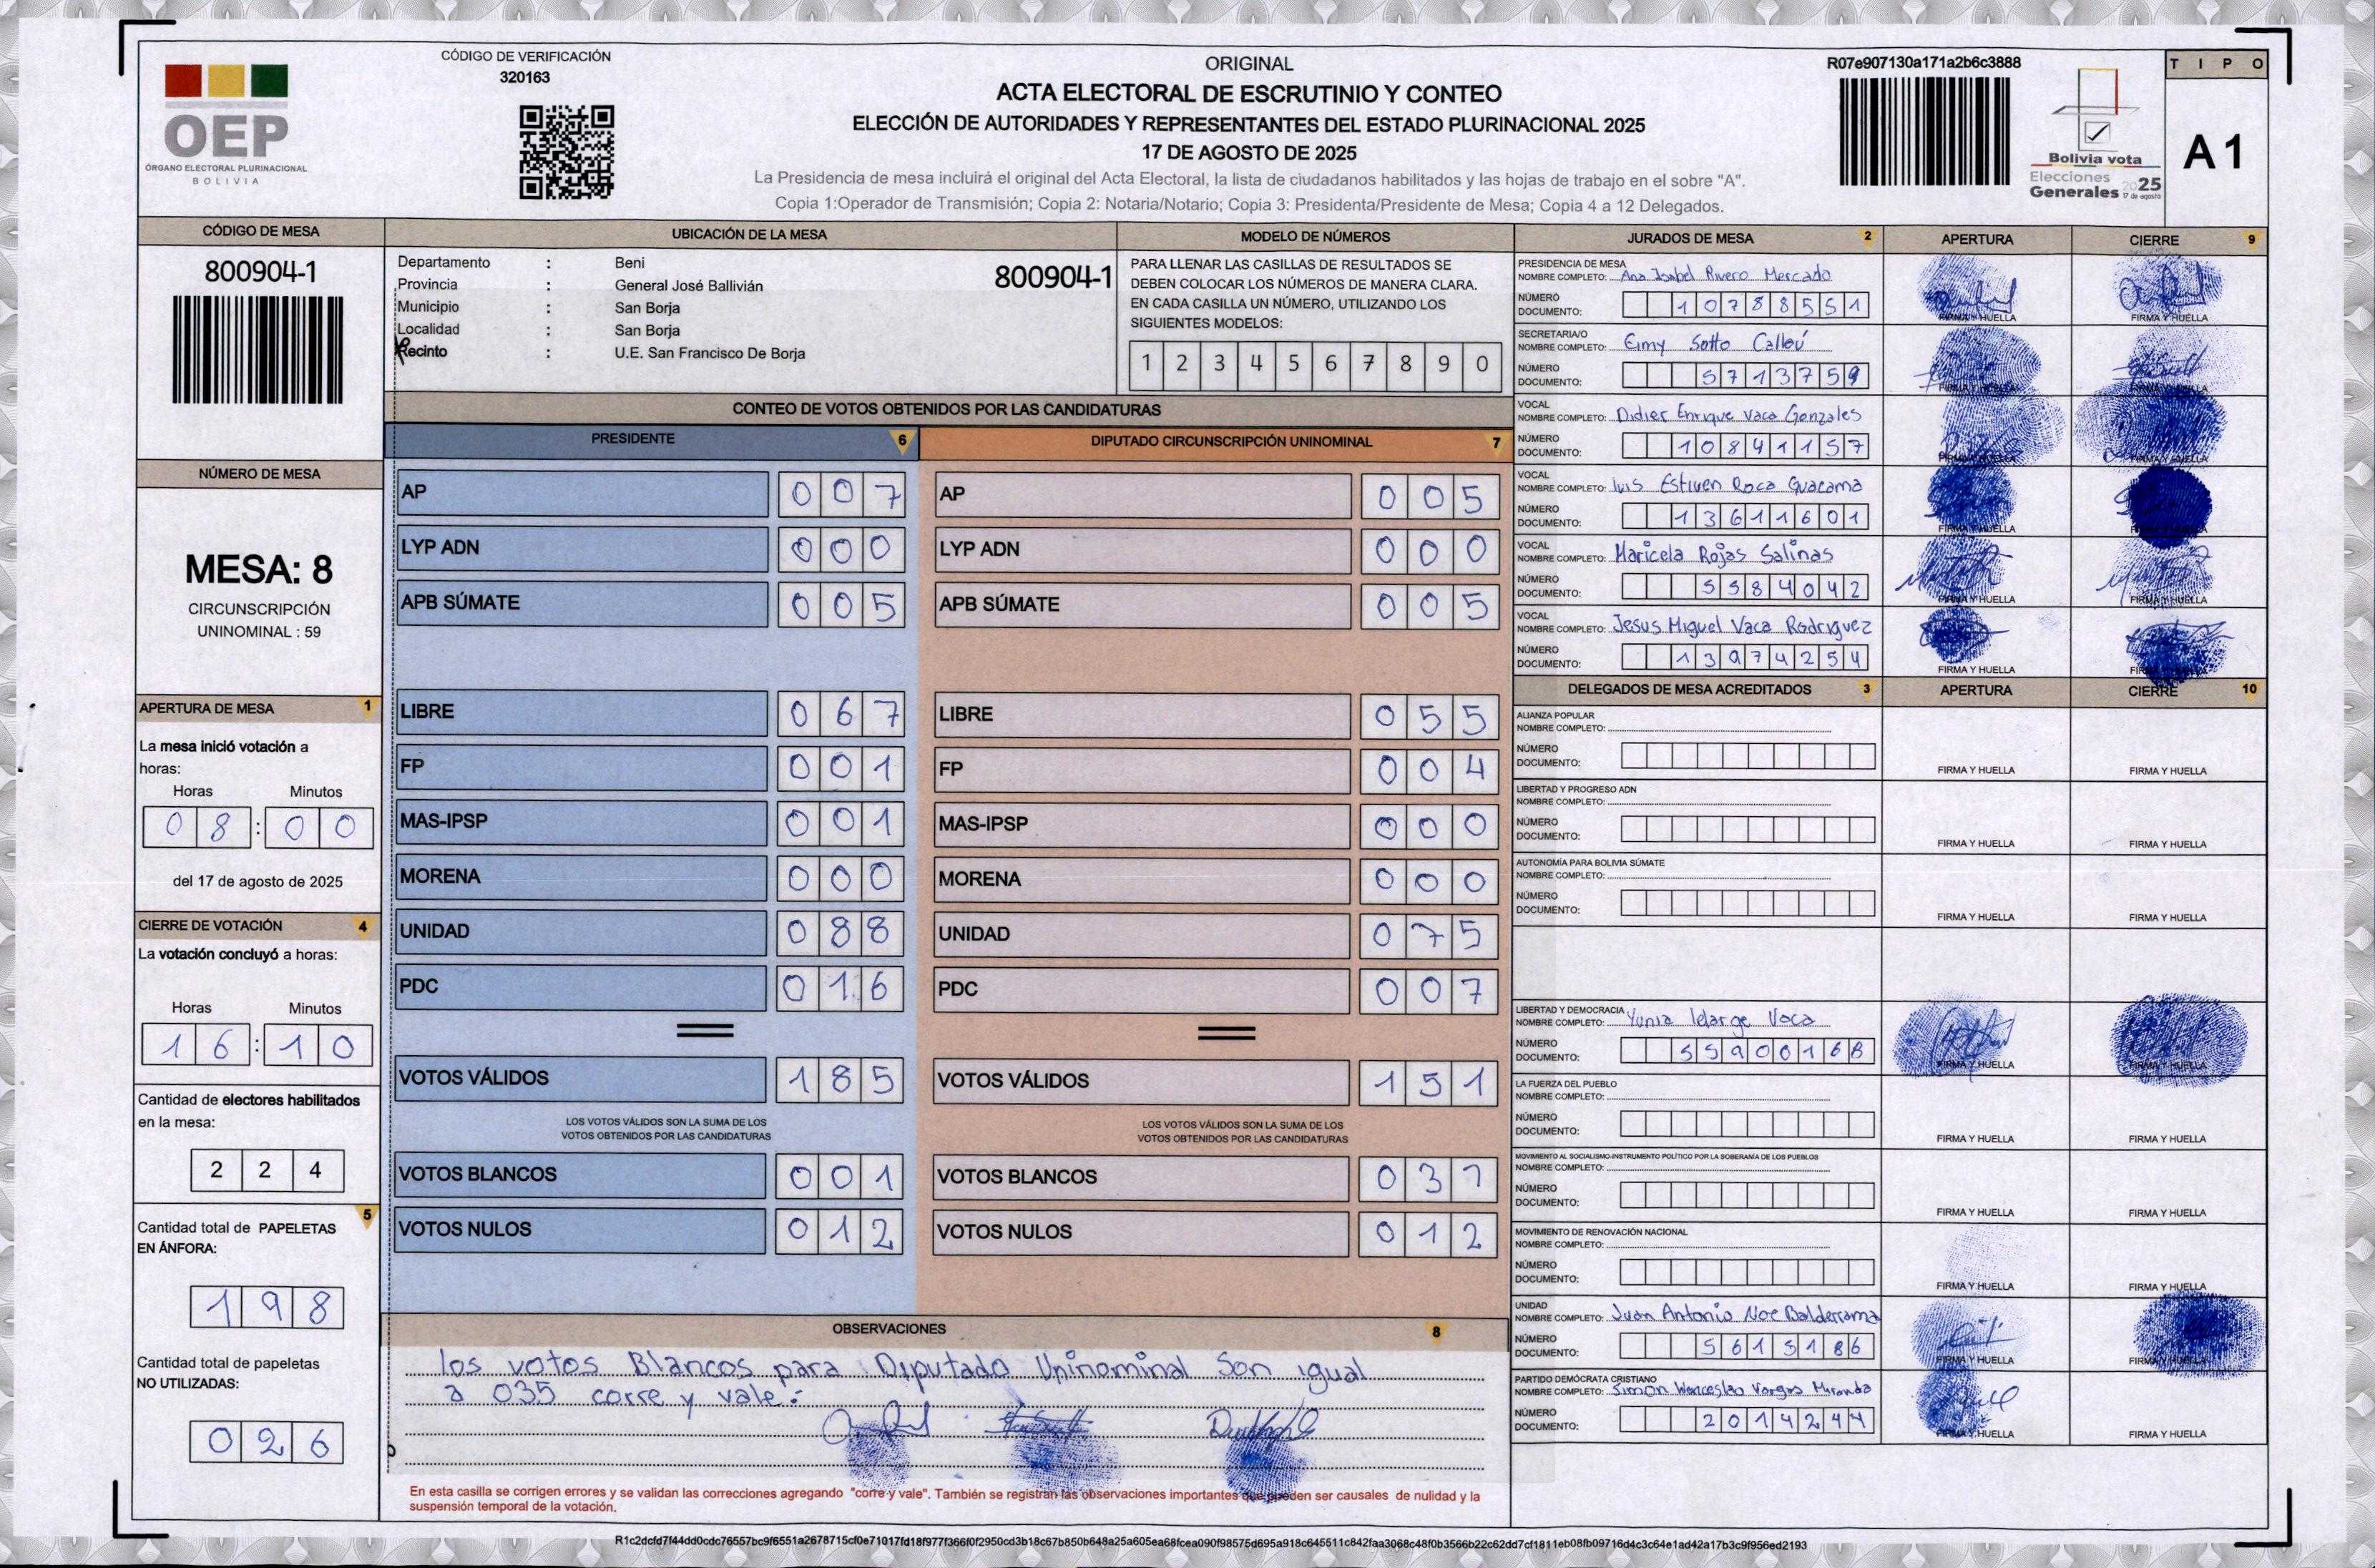 CÓDIGO DE VERIFICACIÓN
320163
OEP
ÓRGANO ELECTORAL PLURINACIONAL
BOLIVIA
ORIGINAL
ACTA ELECTORAL DE ESCRUTINIO Y CONTEO
ELECCIÓN DE AUTORIDADES Y REPRESENTANTES DEL ESTADO PLURINACIONAL 2025
17 DE AGOSTO DE 2025
La Presidencia de mesa incluirá el original del Acta Electoral, la lista de ciudadanos habilitados y las hojas de trabajo en el sobre "A".
Copia 1:Operador de Transmisión; Copia 2: Notaria/Notario; Copia 3: Presidenta/Presidente de Mesa; Copia 4 a 12 Delegados.
R07e907130a171a2b6c3888
Bolivia vota
Elecciones
Generales 2025
17 de agosto
TIPO
A1
CÓDIGO DE MESA
800904-1
NÚMERO DE MESA
MESA: 8
CIRCUNSCRIPCIÓN
UNINOMINAL : 59
APERTURA DE MESA 1
La mesa inició votación a
horas:
Horas Minutos
08:00
del 17 de agosto de 2025
CIERRE DE VOTACIÓN 4
La votación concluyó a horas:
Horas Minutos
16:10
Cantidad de electores habilitados
en la mesa:
224
5
Cantidad total de PAPELETAS
EN ÁNFORA:
198
Cantidad total de papeletas
NO UTILIZADAS:
026
UBICACIÓN DE LA MESA
Departamento : Beni
800904-1
Provincia : General José Ballivián
Municipio : San Borja
Localidad : San Borja
Recinto : U.E. San Francisco De Borja
MODELO DE NÚMEROS
PARA LLENAR LAS CASILLAS DE RESULTADOS SE
DEBEN COLOCAR LOS NÚMEROS DE MANERA CLARA.
EN CADA CASILLA UN NÚMERO, UTILIZANDO LOS
SIGUIENTES MODELOS:
1 2 3 4 5 6 7 8 9 0
CONTEO DE VOTOS OBTENIDOS POR LAS CANDIDATURAS
PRESIDENTE 6
AP 007
LYP ADN 000
APB SÚMATE 005
LIBRE 067
FP 001
MAS-IPSP 001
MORENA 000
UNIDAD 088
PDC 016
=
VOTOS VÁLIDOS 185
LOS VOTOS VÁLIDOS SON LA SUMA DE LOS
VOTOS OBTENIDOS POR LAS CANDIDATURAS
VOTOS BLANCOS 001
VOTOS NULOS 012
DIPUTADO CIRCUNSCRIPCIÓN UNINOMINAL 7
AP 005
LYP ADN 000
APB SÚMATE 005
LIBRE 055
FP 004
MAS-IPSP 000
MORENA 000
UNIDAD 075
PDC 007
=
VOTOS VÁLIDOS 151
LOS VOTOS VÁLIDOS SON LA SUMA DE LOS
VOTOS OBTENIDOS POR LAS CANDIDATURAS
VOTOS BLANCOS 037
VOTOS NULOS 012
OBSERVACIONES 8
los votos Blancos para Diputado Uninominal Son igual
a 035 corre y vale.
En esta casilla se corrigen errores y se validan las correcciones agregando "corre y vale". También se registran las observaciones importantes que pueden ser causales de nulidad y la
suspensión temporal de la votación.
JURADOS DE MESA 2 APERTURA CIERRE 9
PRESIDENCIA DE MESA
NOMBRE COMPLETO: Ana Isabel Rivero Mercado
NÚMERO
DOCUMENTO: 10788551
FIRMA Y HUELLA FIRMA Y HUELLA
SECRETARIA/O
NOMBRE COMPLETO: Eimy Sotto Calleú
NÚMERO
DOCUMENTO: 5713759
FIRMA Y HUELLA FIRMA Y HUELLA
VOCAL
NOMBRE COMPLETO: Didier Enrique Vaca Gonzales
NÚMERO
DOCUMENTO: 10841157
FIRMA Y HUELLA FIRMA Y HUELLA
VOCAL
NOMBRE COMPLETO: luis Estiven Roca Guacama
NÚMERO
DOCUMENTO: 13611601
FIRMA Y HUELLA FIRMA Y HUELLA
VOCAL
NOMBRE COMPLETO: Maricela Rojas Salinas
NÚMERO
DOCUMENTO: 5584042
FIRMA Y HUELLA FIRMA Y HUELLA
VOCAL
NOMBRE COMPLETO: Jesus Miguel Vaca Rodriguez
NÚMERO
DOCUMENTO: 13974254
FIRMA Y HUELLA FIRMA Y HUELLA
DELEGADOS DE MESA ACREDITADOS 3 APERTURA CIERRE 10
ALIANZA POPULAR
NOMBRE COMPLETO:
NÚMERO
DOCUMENTO:
FIRMA Y HUELLA FIRMA Y HUELLA
LIBERTAD Y PROGRESO ADN
NOMBRE COMPLETO:
NÚMERO
DOCUMENTO:
FIRMA Y HUELLA FIRMA Y HUELLA
AUTONOMÍA PARA BOLIVIA SÚMATE
NOMBRE COMPLETO:
NÚMERO
DOCUMENTO:
FIRMA Y HUELLA FIRMA Y HUELLA
LIBERTAD Y DEMOCRACIA
NOMBRE COMPLETO: Yunia Vaca
NÚMERO
DOCUMENTO: 55900168
FIRMA Y HUELLA FIRMA Y HUELLA
LA FUERZA DEL PUEBLO
NOMBRE COMPLETO:
NÚMERO
DOCUMENTO:
FIRMA Y HUELLA FIRMA Y HUELLA
MOVIMIENTO AL SOCIALISMO-INSTRUMENTO POLÍTICO POR LA SOBERANÍA DE LOS PUEBLOS
NOMBRE COMPLETO:
NÚMERO
DOCUMENTO:
FIRMA Y HUELLA FIRMA Y HUELLA
MOVIMIENTO DE RENOVACIÓN NACIONAL
NOMBRE COMPLETO:
NÚMERO
DOCUMENTO:
FIRMA Y HUELLA FIRMA Y HUELLA
UNIDAD
NOMBRE COMPLETO: Juan Antonio Noe Balderrama
NÚMERO
DOCUMENTO: 5615186
FIRMA Y HUELLA FIRMA Y HUELLA
PARTIDO DEMÓCRATA CRISTIANO
NOMBRE COMPLETO: Simon Wenceslao Vargas Miranda
NÚMERO
DOCUMENTO: 2014244
FIRMA Y HUELLA FIRMA Y HUELLA